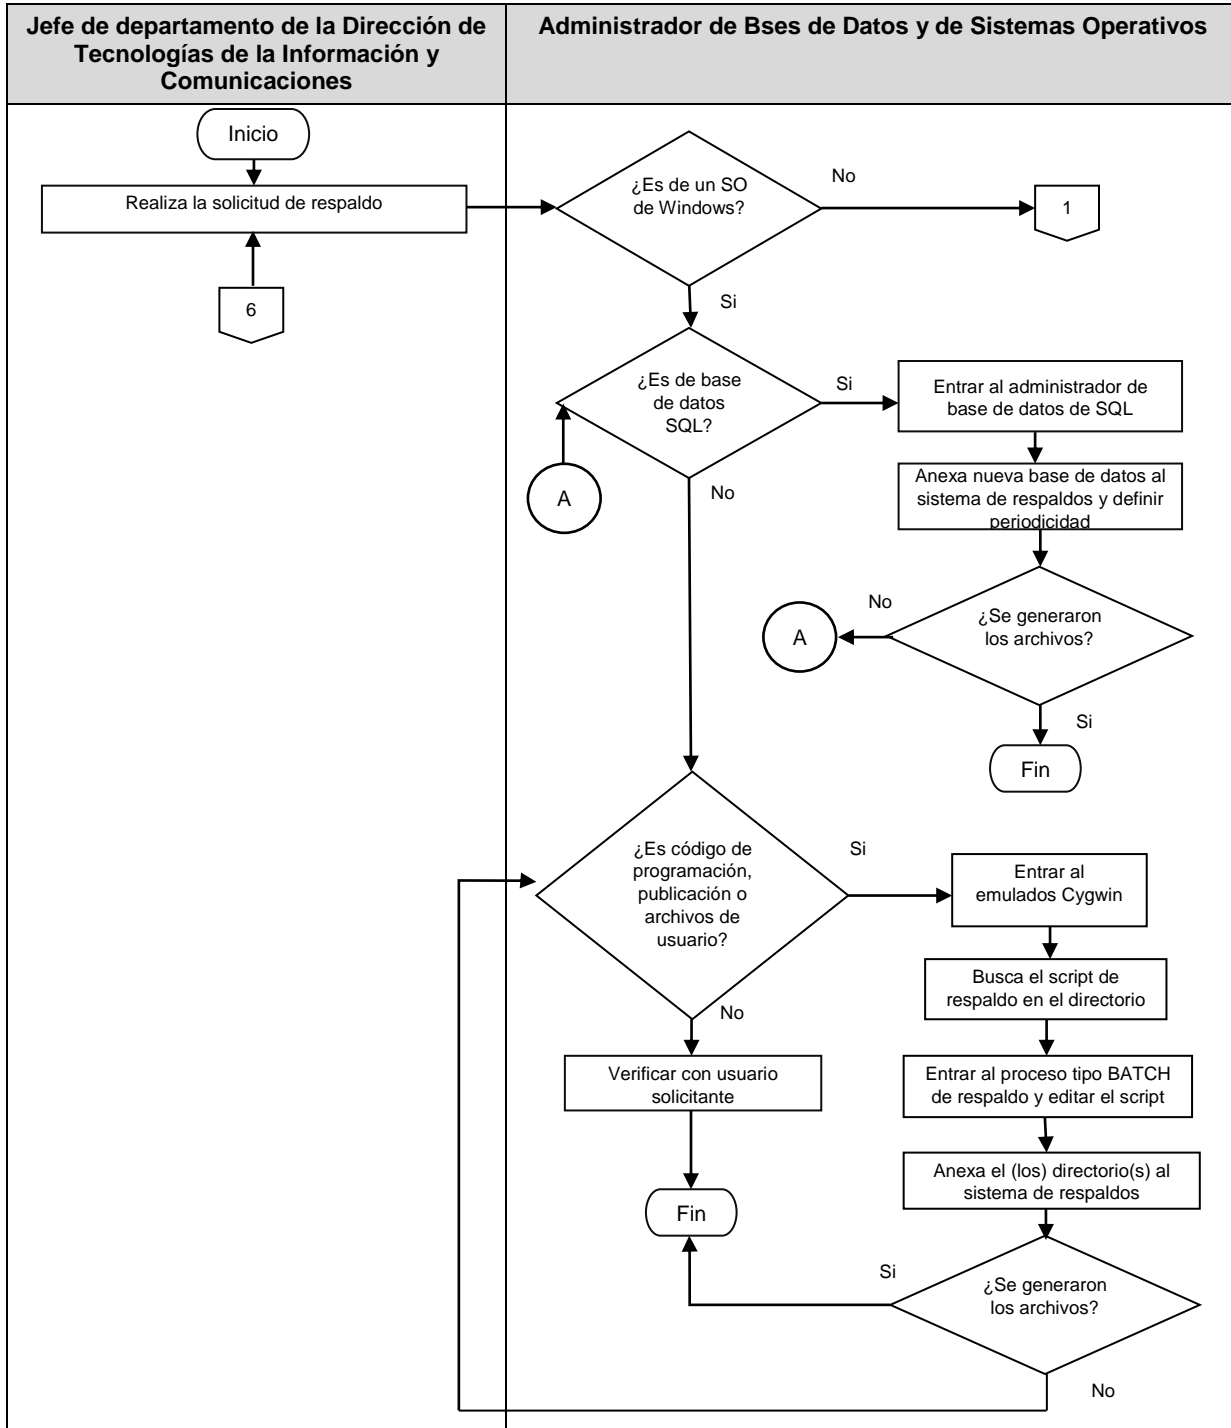 Jefe de departamento de la Dirección de
Tecnologías de la Información y
Comunicaciones
Administrador de Bses de Datos y de Sistemas Operativos
Inicio
Realiza la solicitud de respaldo
6
¿Es de un SO
de Windows?
No
1
Si
¿Es de base
de datos
SQL?
Si
Entrar al administrador de
base de datos de SQL
A
No
Anexa nueva base de datos al
sistema de respaldos y definir
periodicidad
¿Se generaron
los archivos?
No
A
Si
Fin
¿Es código de
programación,
publicación o
archivos de
usuario?
Si
Entrar al
emulados Cygwin
Busca el script de
respaldo en el directorio
No
Verificar con usuario
solicitante
Entrar al proceso tipo BATCH
de respaldo y editar el script
Anexa el (los) directorio(s) al
sistema de respaldos
Fin
Si
¿Se generaron
los archivos?
No